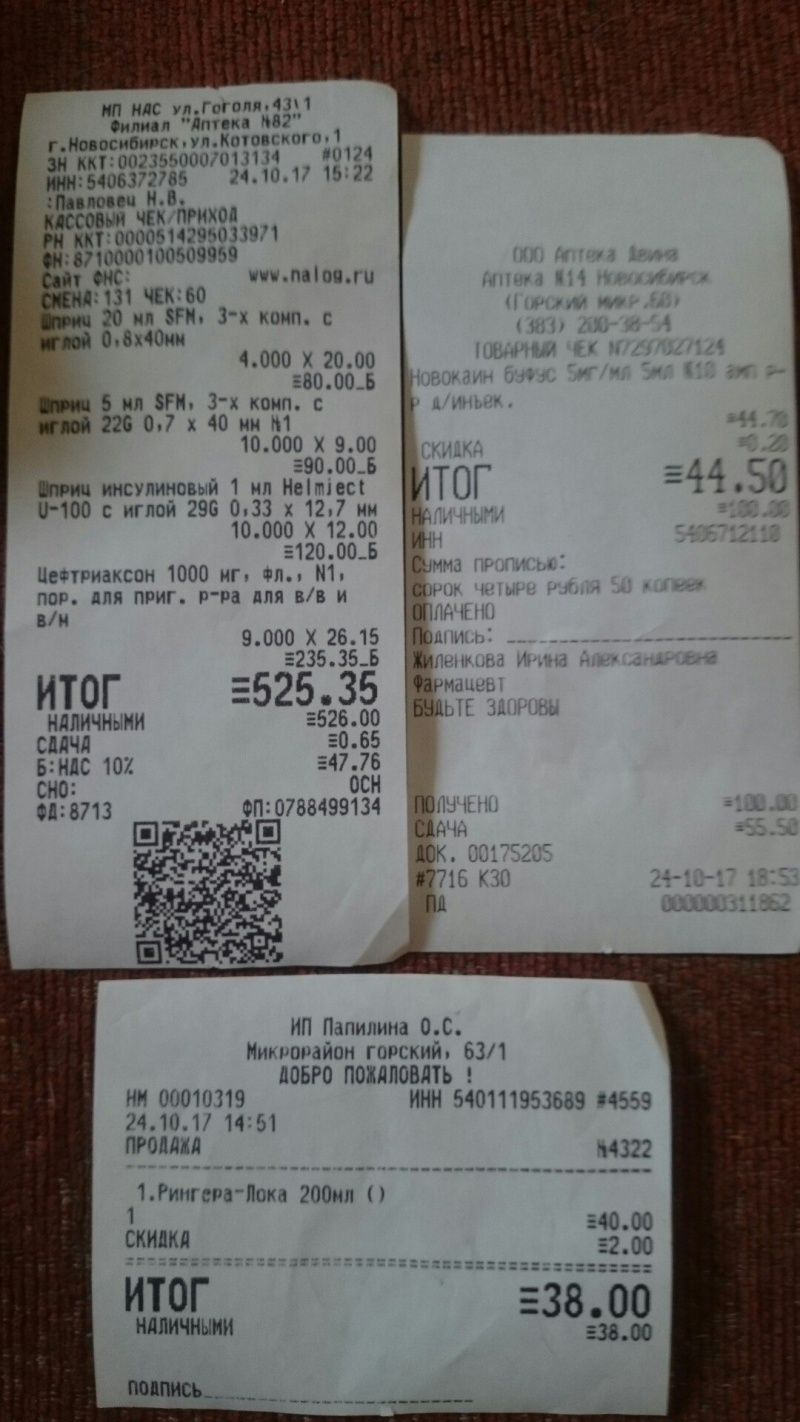 МП НАС ул.Гоголя,43\1
Филиал "Аптека №82"
г.Новосибирск,ул.Котовского,1
ЗН ККТ:0023550007013134 #0124
ИНН:5406372785 24.10.17 15:22
:Павловец Н.В.
КАССОВЫЙ ЧЕК/ПРИХОД
РН ККТ:0000514295033971
ФН:8710000100509959
Сайт ФНС: www.nalog.ru
СМЕНА:131 ЧЕК:60
Шприц 20 мл SFM, 3-х комп. с
иглой 0,8х40мм
4.000 X 20.00
≡80.00_Б
Шприц 5 мл SFM, 3-х комп. с
иглой 22G 0,7 х 40 мм №1
10.000 X 9.00
≡90.00_Б
Шприц инсулиновый 1 мл Helmject
U-100 с иглой 29G 0,33 х 12,7 мм
10.000 X 12.00
≡120.00_Б
Цефтриаксон 1000 мг, фл., N1,
пор. для приг. р-ра для в/в и
в/м
9.000 X 26.15
≡235.35_Б
ИТОГ ≡525.35
НАЛИЧНЫМИ ≡526.00
СДАЧА ≡0.65
Б:НДС 10% ≡47.76
СНО: ОСН
ФД:8713 ФП:0788499134
ООО Аптека Двина
Аптека №14 Новосибирск
(Горский микр.60)
(383) 200-38-54
ТОВАРНЫЙ ЧЕК N7297027124
Новокаин буфус 5мг/мл 5мл №10 амп р-
р д/инъек.
≡44.70
СКИДКА ≡0.20
ИТОГ ≡44.50
НАЛИЧНЫМИ ≡100.00
ИНН 5406712110
Сумма прописью:
сорок четыре рубля 50 копеек
ОПЛАЧЕНО
Подпись:
Жиленкова Ирина Александровна
Фармацевт
БУДЬТЕ ЗДОРОВЫ
ПОЛУЧЕНО ≡100.00
СДАЧА ≡55.50
ДОК. 00175205
#7716 К30 24-10-17 18:53
ПД 000000311862
ИП Папилина О.С.
Микрорайон горский, 63/1
ДОБРО ПОЖАЛОВАТЬ !
НМ 00010319 ИНН 540111953689 #4559
24.10.17 14:51
ПРОДАЖА №4322
1.Рингера-Лока 200мл ()
1 ≡40.00
СКИДКА ≡2.00
ИТОГ ≡38.00
НАЛИЧНЫМИ ≡38.00
ПОДПИСЬ